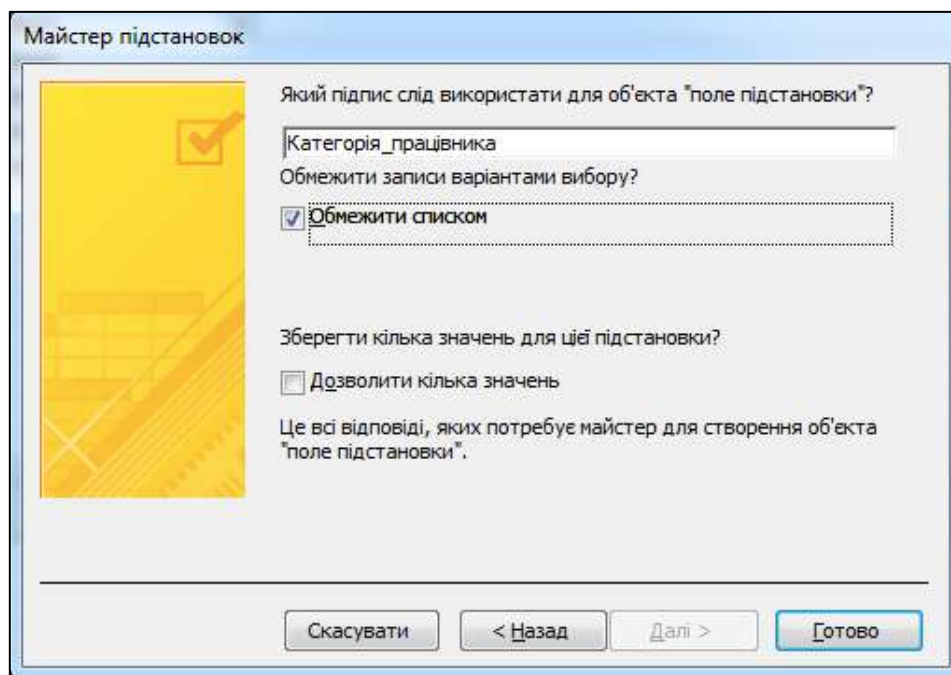 Майстер підстановок
Який підпис слід використати для об'єкта "поле підстановки"?
Категорія_працівника
Обмежити записи варіантами вибору?
Обмежити списком
Зберегти кілька значень для цієї підстановки?
Дозволити кілька значень
Це всі відповіді, яких потребує майстер для створення об'єкта
"поле підстановки".
Скасувати
< Назад
Далі >
Готово